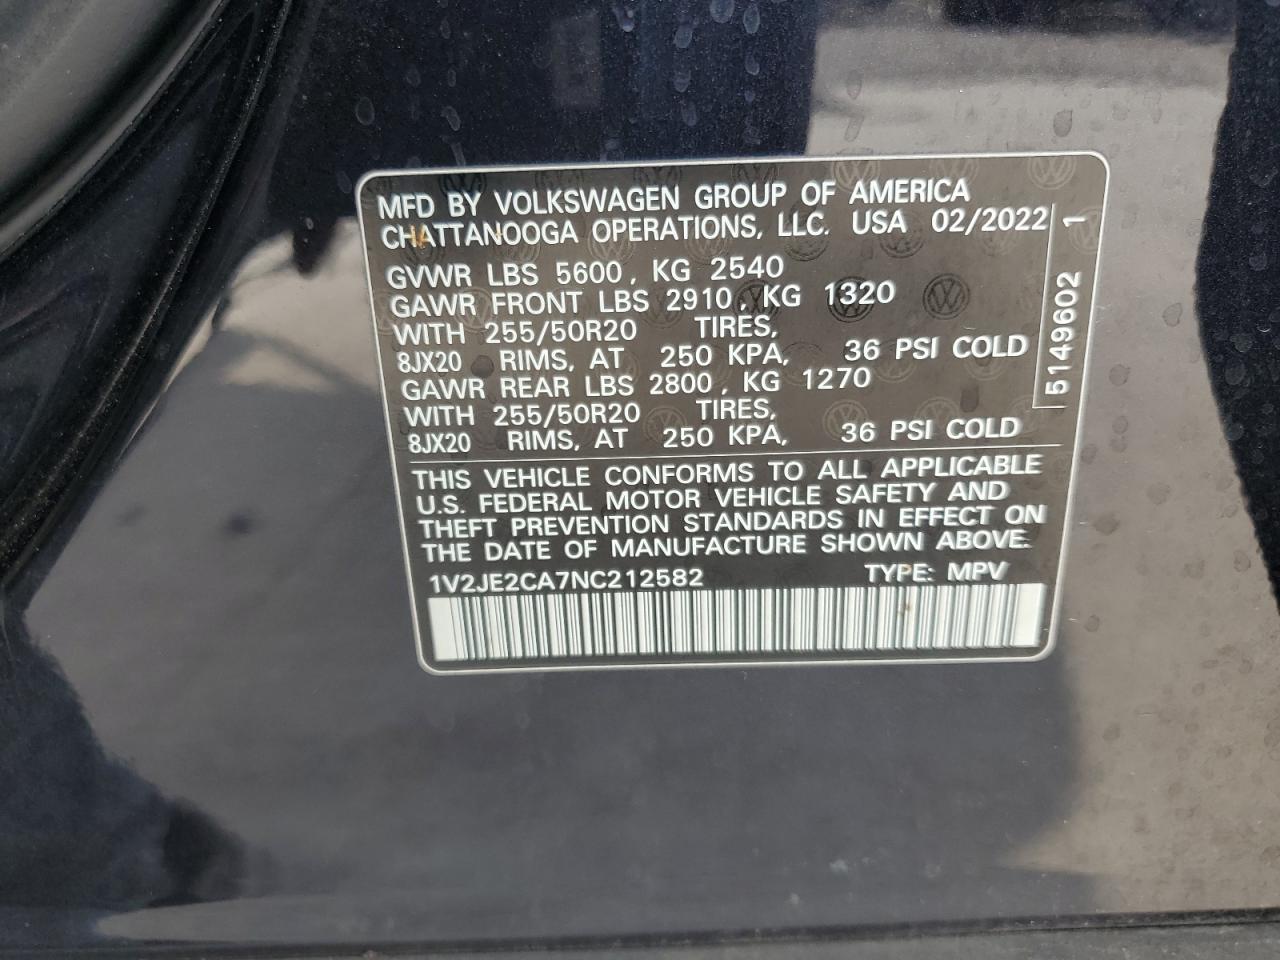 MFD BY VOLKSWAGEN GROUP OF AMERICA
CHATTANOOGA OPERATIONS, LLC. USA 02/2022
GVWR LBS 5600, KG 2540
GAWR FRONT LBS 2910, KG 1320
WITH 255/50R20 TIRES,
8JX20 RIMS, AT 250 KPA, 36 PSI COLD
GAWR REAR LBS 2800, KG 1270
WITH 255/50R20 TIRES,
8JX20 RIMS, AT 250 KPA, 36 PSI COLD
5149602 1
THIS VEHICLE CONFORMS TO ALL APPLICABLE
U.S. FEDERAL MOTOR VEHICLE SAFETY AND
THEFT PREVENTION STANDARDS IN EFFECT ON
THE DATE OF MANUFACTURE SHOWN ABOVE.
1V2JE2CA7NC212582 TYPE: MPV